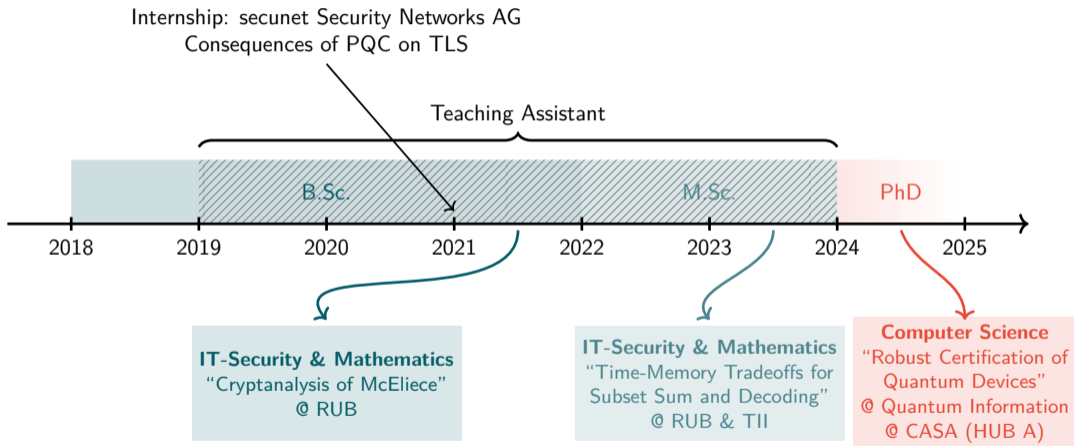 Internship: secunet Security Networks AG
Consequences of PQC on TLS
Teaching Assistant
B.Sc.
M.Sc.
PhD
2018
2019
2020
2021
2022
2023
2024
2025
IT-Security & Mathematics
“Cryptanalysis of McEliece”
@ RUB
IT-Security & Mathematics
“Time-Memory Tradeoffs for
Subset Sum and Decoding”
@ RUB & TII
Computer Science
“Robust Certification of
Quantum Devices”
@ Quantum Information
@ CASA (HUB A)